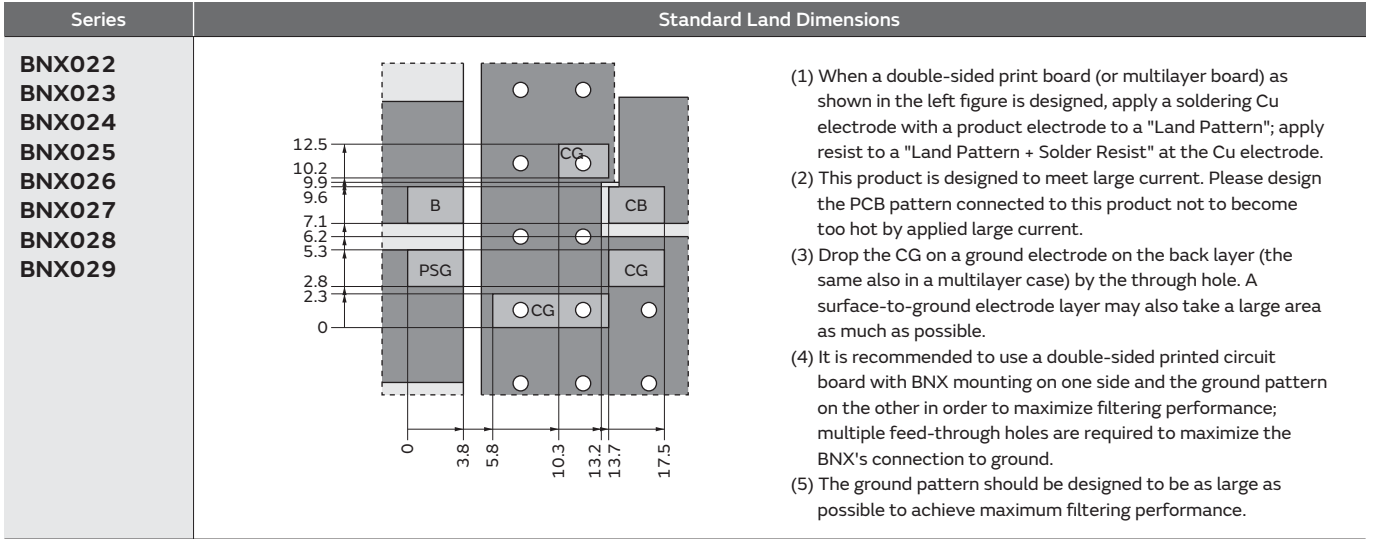 Series
Standard Land Dimensions
BNX022
BNX023
BNX024
BNX025
BNX026
BNX027
BNX028
BNX029
12.5
10.2
9.9
9.6
7.1
6.2
5.3
2.8
2.3
0
CG
B
CB
PSG
CG
CG
0
3.8
5.8
10.3
13.2
13.7
17.5
(1) When a double-sided print board (or multilayer board) as
shown in the left figure is designed, apply a soldering Cu
electrode with a product electrode to a "Land Pattern"; apply
resist to a "Land Pattern + Solder Resist" at the Cu electrode.
(2) This product is designed to meet large current. Please design
the PCB pattern connected to this product not to become
too hot by applied large current.
(3) Drop the CG on a ground electrode on the back layer (the
same also in a multilayer case) by the through hole. A
surface-to-ground electrode layer may also take a large area
as much as possible.
(4) It is recommended to use a double-sided printed circuit
board with BNX mounting on one side and the ground pattern
on the other in order to maximize filtering performance;
multiple feed-through holes are required to maximize the
BNX's connection to ground.
(5) The ground pattern should be designed to be as large as
possible to achieve maximum filtering performance.